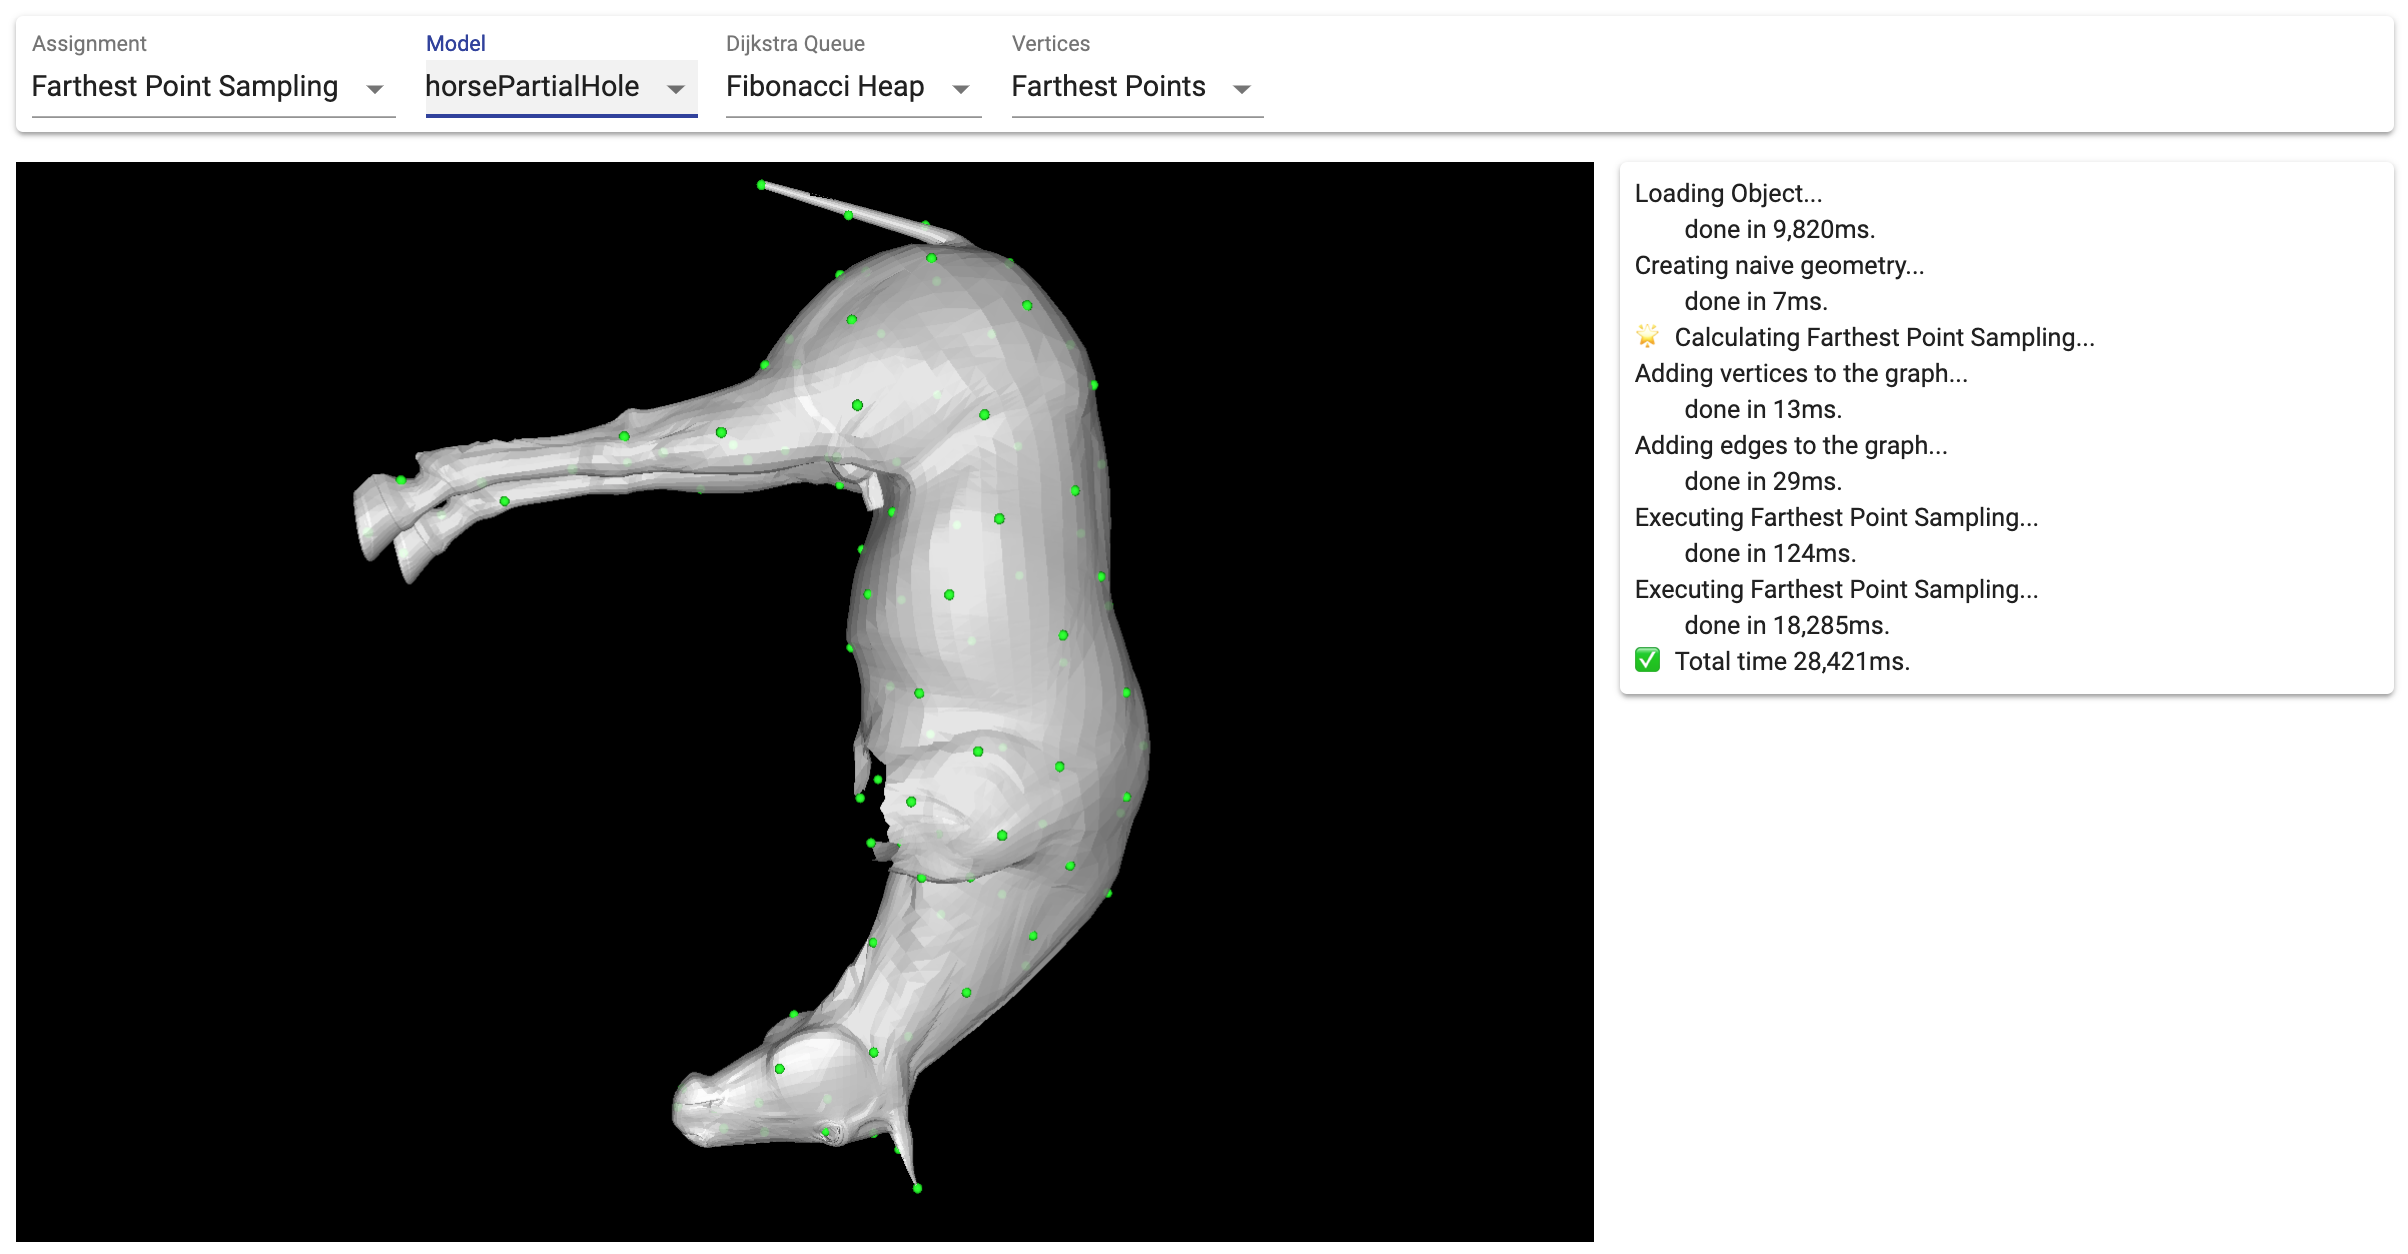 Assignment
Model
Dijkstra Queue
Vertices
Farthest Point Sampling
horsePartialHole
Fibonacci Heap
Farthest Points
Loading Object...
done in 9,820ms.
Creating naive geometry...
done in 7ms.
🌟 Calculating Farthest Point Sampling...
Adding vertices to the graph...
done in 13ms.
Adding edges to the graph...
done in 29ms.
Executing Farthest Point Sampling...
done in 124ms.
Executing Farthest Point Sampling...
done in 18,285ms.
✅ Total time 28,421ms.